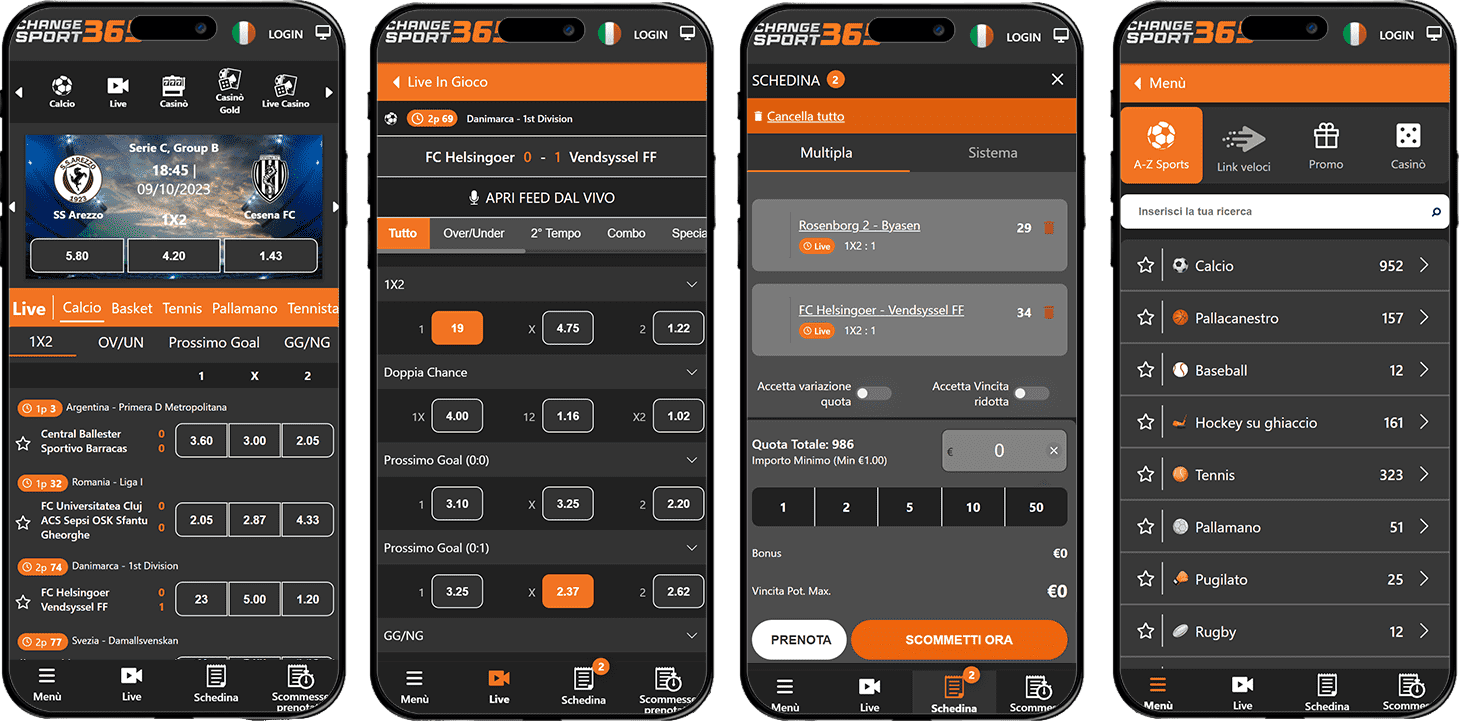 CHANGE
SPORT365
LOGIN
Calcio
Live
Casinò
Casinò
Gold
Live Casino
Serie C, Group B
18:45 |
09/10/2023
S.S. AREZZO
1923
SS Arezzo
1X2
Cesena FC
5.80
4.20
1.43
Live
Calcio
Basket
Tennis
Pallamano
Tennista
1X2
OV/UN
Prossimo Goal
GG/NG
1
X
2
1p 3
Argentina - Primera D Metropolitana
Central Ballester 0
Sportivo Barracas 0
3.60
3.00
2.05
1p 32
Romania - Liga I
FC Universitatea Cluj 0
ACS Sepsi OSK Sfantu 0
Gheorghe
2.05
2.87
4.33
2p 74
Danimarca - 1st Division
FC Helsingoer 0
Vendsyssel FF 1
23
5.00
1.20
2p 77
Svezia - Damallsvenskan
Menù
Live
Schedina
Scommesse
prenota
CHANGE
SPORT365
LOGIN
Live In Gioco
2p 69
Danimarca - 1st Division
FC Helsingoer 0 - 1 Vendsyssel FF
APRI FEED DAL VIVO
Tutto
Over/Under
2° Tempo
Combo
Specia
1X2
1
19
X
4.75
2
1.22
Doppia Chance
1X
4.00
12
1.16
X2
1.02
Prossimo Goal (0:0)
1
3.10
X
3.25
2
2.20
Prossimo Goal (0:1)
1
3.25
X
2.37
2
2.62
GG/NG
Menù
Live
2
Schedina
Scommesse
prenota
CHANGE
SPORT365
LOGIN
SCHEDINA 2
Cancella tutto
Multipla
Sistema
Rosenborg 2 - Byasen
29
Live
1X2 : 1
FC Helsingoer - Vendsyssel FF
34
Live
1X2 : 1
Accetta variazione
quota
Accetta Vincita
ridotta
Quota Totale: 986
Importo Minimo (Min €1.00)
€
0
1
2
5
10
50
Bonus
€0
Vincita Pot. Max.
€0
PRENOTA
SCOMMETTI ORA
Menù
Live
2
Schedina
Scomme
CHANGE
SPORT365
LOGIN
Menù
A-Z Sports
Link veloci
Promo
Casinò
Inserisci la tua ricerca
Calcio 952
Pallacanestro 157
Baseball 12
Hockey su ghiaccio 161
Tennis 323
Pallamano 51
Pugilato 25
Rugby 12
Menù
Live
Schedina
Scommes